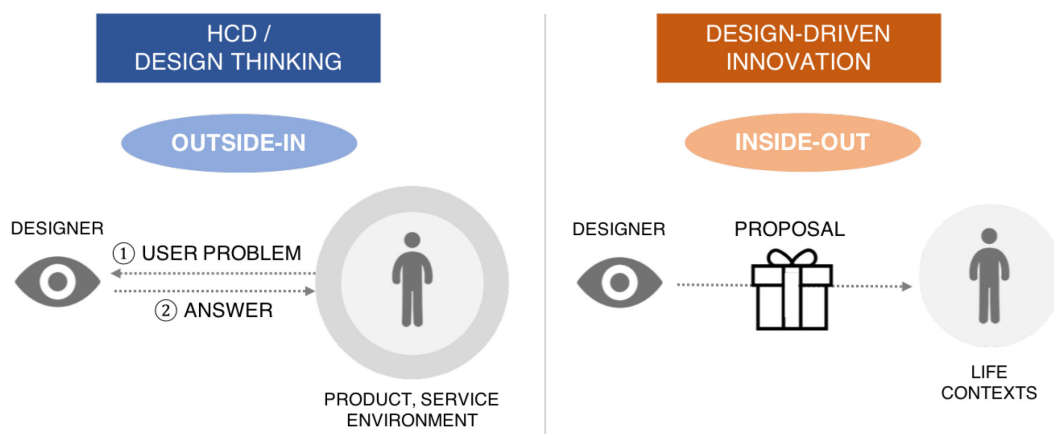 HCD /
DESIGN THINKING
OUTSIDE-IN
DESIGNER
① USER PROBLEM
② ANSWER
PRODUCT, SERVICE
ENVIRONMENT
DESIGN-DRIVEN
INNOVATION
INSIDE-OUT
DESIGNER
PROPOSAL
LIFE
CONTEXTS